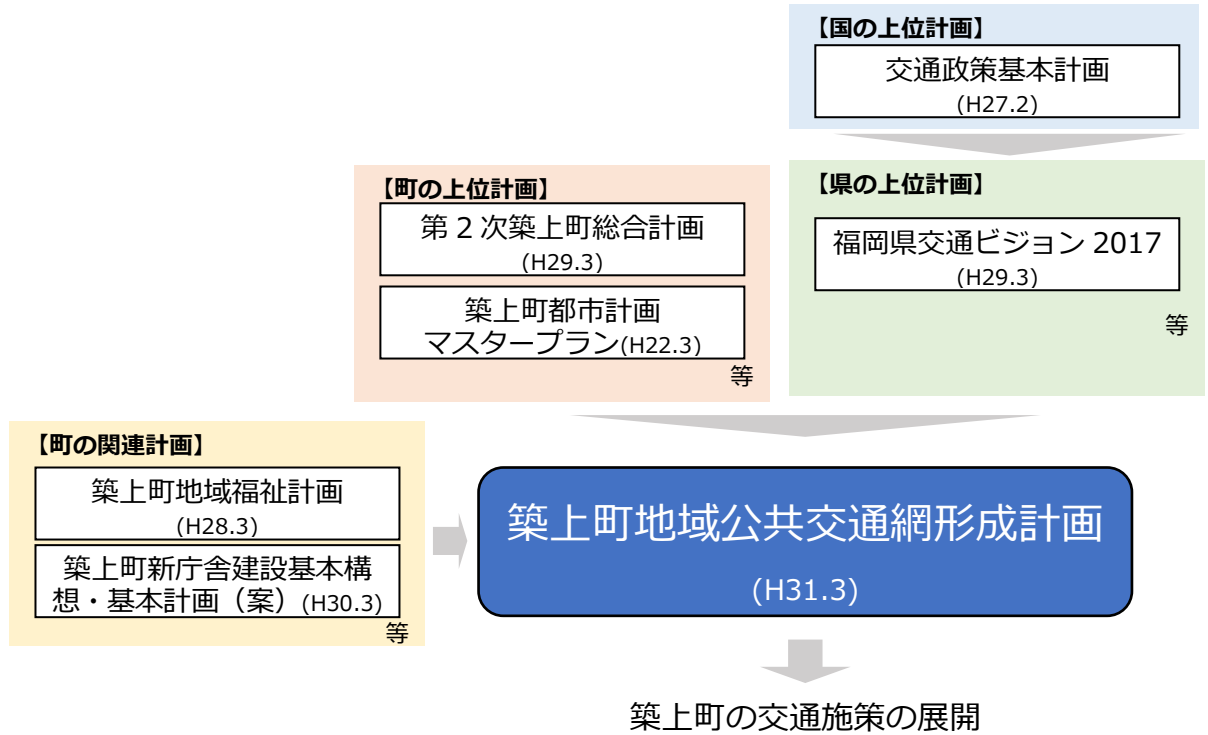 【国の上位計画】
交通政策基本計画
(H27.2)
【町の上位計画】
第２次築上町総合計画
(H29.3)
築上町都市計画
マスタープラン(H22.3)
等
【県の上位計画】
福岡県交通ビジョン 2017
(H29.3)
等
【町の関連計画】
築上町地域福祉計画
(H28.3)
築上町新庁舎建設基本構
想・基本計画（案）(H30.3)
等
築上町地域公共交通網形成計画
(H31.3)
築上町の交通施策の展開